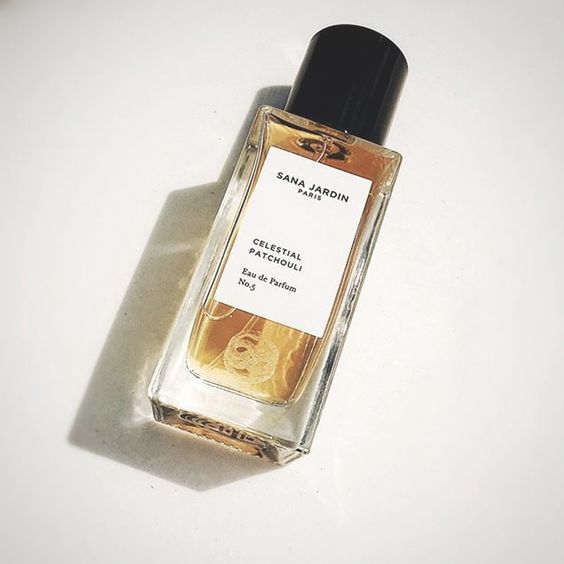 SANA JARDIN
PARIS
CELESTIAL
PATCHOULI
Eau de Parfum
No.5